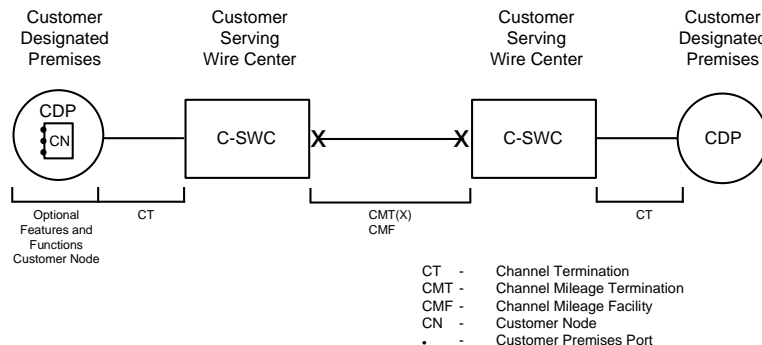 Customer
Designated
Premises
Customer
Serving
Wire Center
Customer
Serving
Wire Center
Customer
Designated
Premises
CDP
CN
C-SWC
X
X
C-SWC
CDP
Optional
Features and
Functions
Customer Node
CT
CMT(X)
CMF
CT
CT - Channel Termination
CMT - Channel Mileage Termination
CMF - Channel Mileage Facility
CN - Customer Node
• - Customer Premises Port